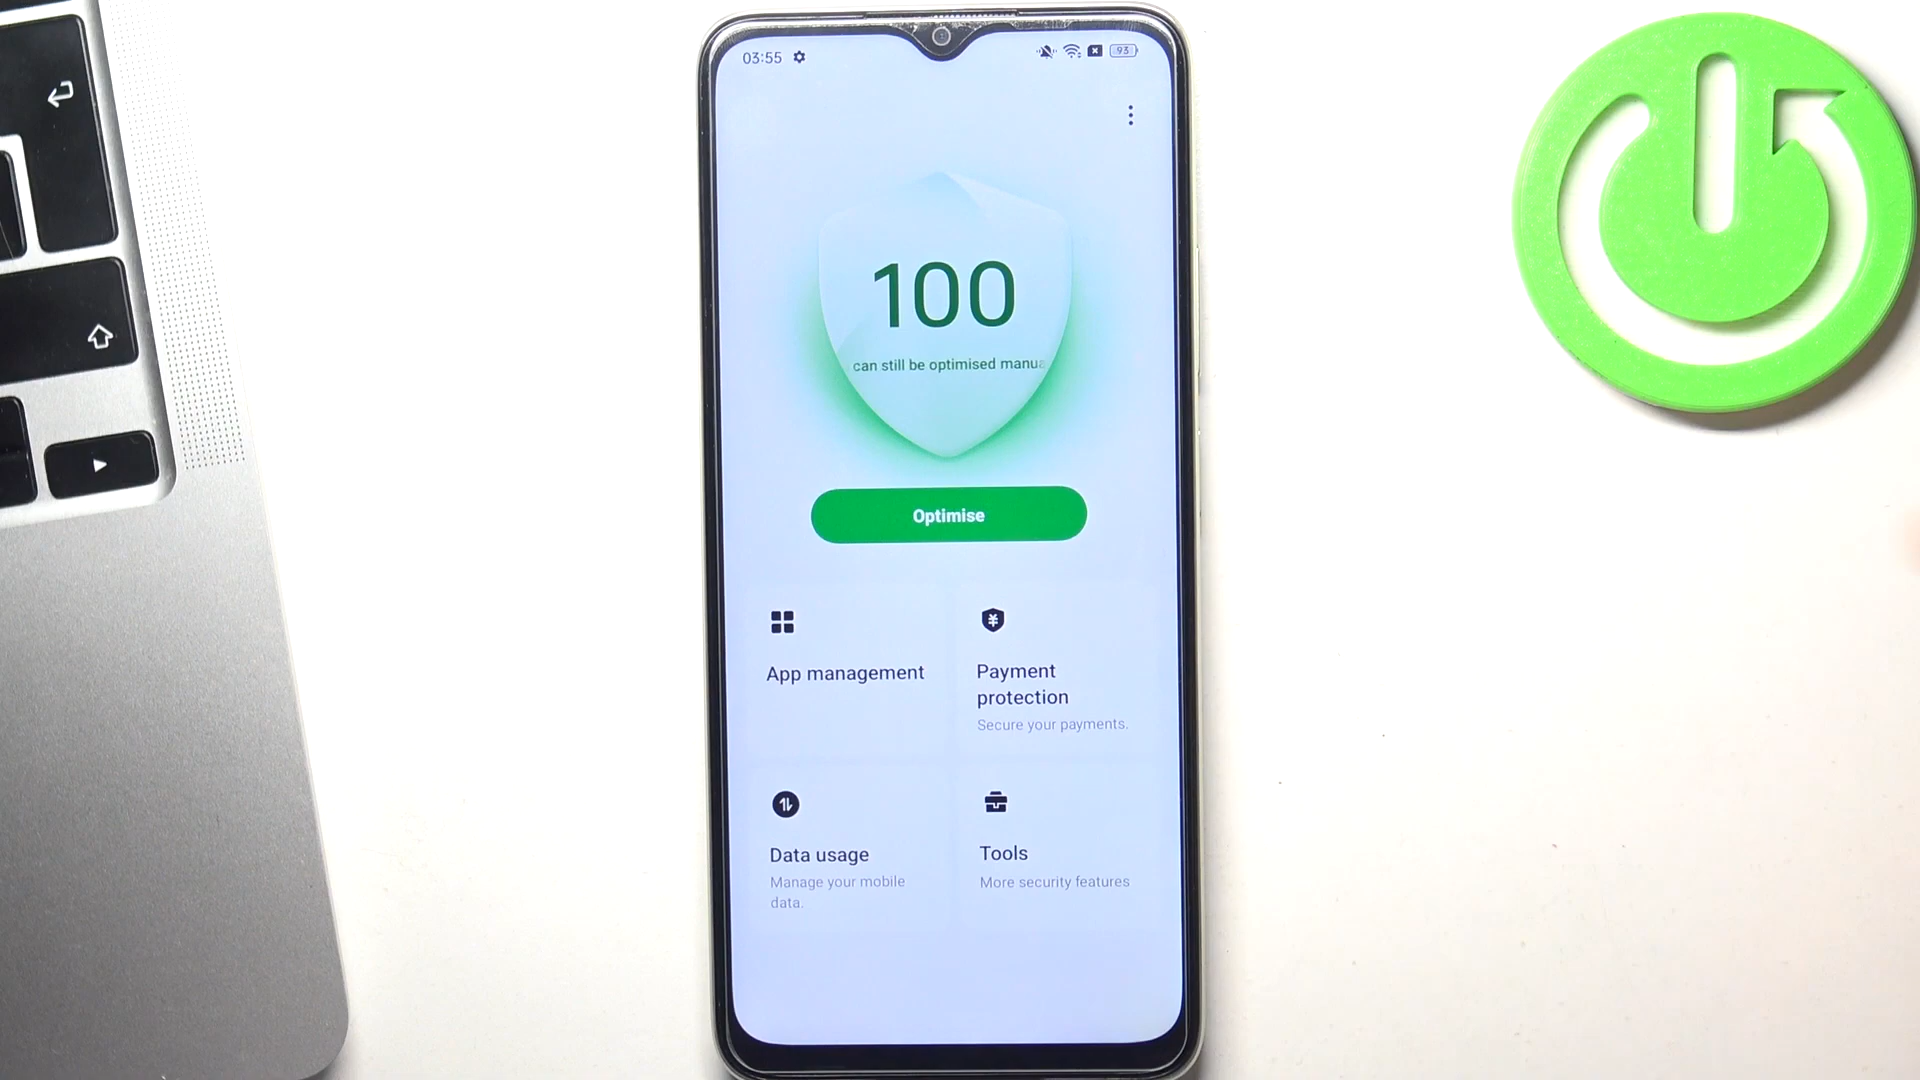 03:55
93
100
can still be optimised manua
Optimise
App management
Payment
protection
Secure your payments.
Data usage
Manage your mobile
data.
Tools
More security features